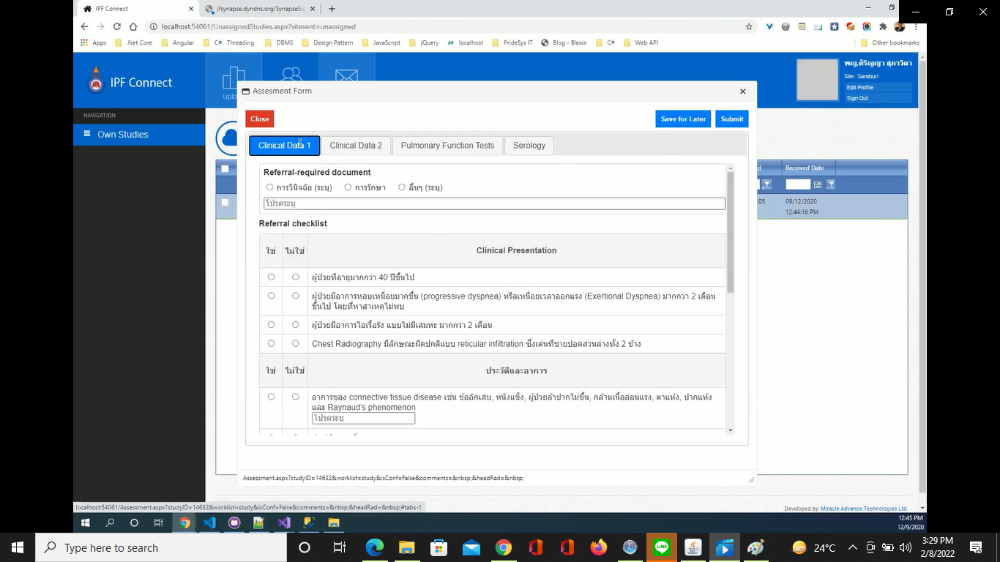 IPF Connect
jfsynapse.dyndns.org/SynapseSig
localhost:54061/UnassignedStudies.aspx?sitesent=unassigned
Apps .Net Core Angular C# Threading DBMS Design Pattern JavaScript jQuery localhost PrideSys IT Blog - Blexin C# Web API Other bookmarks
IPF Connect
Uplo
พญ.ศิริญญา สุภาวิตา
Site : Saraburi
Edit Profile
Sign Out
NAVIGATION
Own Studies
Assesment Form
Close Save for Later Submit
Clinical Data 1 Clinical Data 2 Pulmonary Function Tests Serology
Referral-required document
การวินิจฉัย (ระบุ) การรักษา อื่นๆ (ระบุ)
โปรดระบุ
Referral checklist
ใช่ ไม่ใช่ Clinical Presentation
ผู้ป่วยที่อายุมากกว่า 40 ปีขึ้นไป
ผู้ป่วยมีอาการหอบเหนื่อยมากขึ้น (progressive dyspnea) หรือเหนื่อยเวลาออกแรง (Exertional Dyspnea) มากกว่า 2 เดือน
ขึ้นไป โดยที่หาสาเหตุไม่พบ
ผู้ป่วยมีอาการไอเรื้อรัง แบบไม่มีเสมหะ มากกว่า 2 เดือน
Chest Radiography มีลักษณะผิดปกติแบบ reticular infiltration ซึ่งเด่นที่ชายปอดส่วนล่างทั้ง 2 ข้าง
ใช่ ไม่ใช่ ประวัติและอาการ
อาการของ connective tissue disease เช่น ข้ออักเสบ, หนังแข็ง, ผู้ป่วยอ้าปากไม่ขึ้น, กล้ามเนื้ออ่อนแรง, ตาแห้ง, ปากแห้ง
และ Raynaud's phenomenon
โปรดระบุ
d Received Date
05 09/12/2020
12:44:16 PM
Assessment.aspx?studyID=14632&worklist=study&isConf=False&comments=&nbsp;&headRad=&nbsp;
localhost:54061/Assessment.aspx?studyID=14632&worklist=study&isConf=False&comments=&nbsp;&headRad=&nbsp;#tabs-1
Developed by: Miracle Advance Technologies Ltd.
12:45 PM
12/9/2020
Type here to search
LINE
24°C
3:29 PM
2/8/2022